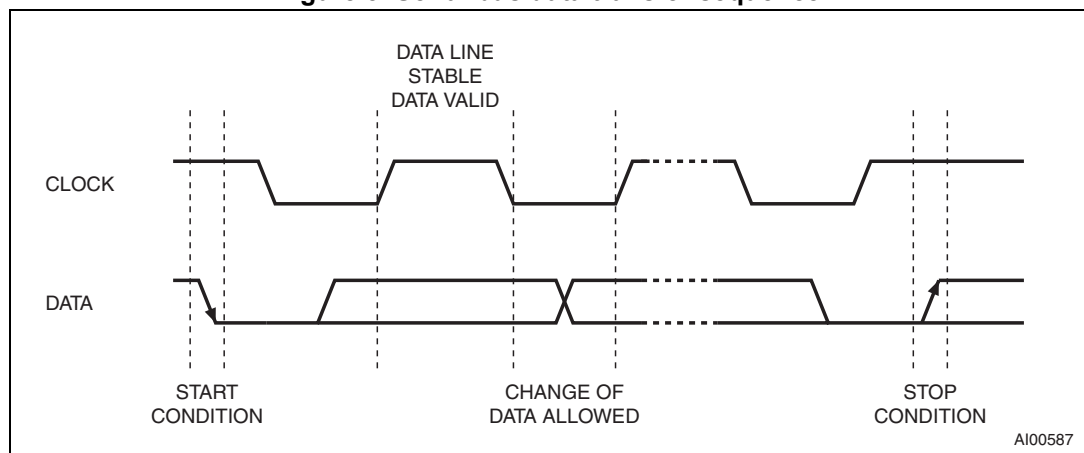 DATA LINE
STABLE
DATA VALID
CLOCK
DATA
START
CONDITION
CHANGE OF
DATA ALLOWED
STOP
CONDITION
AI00587